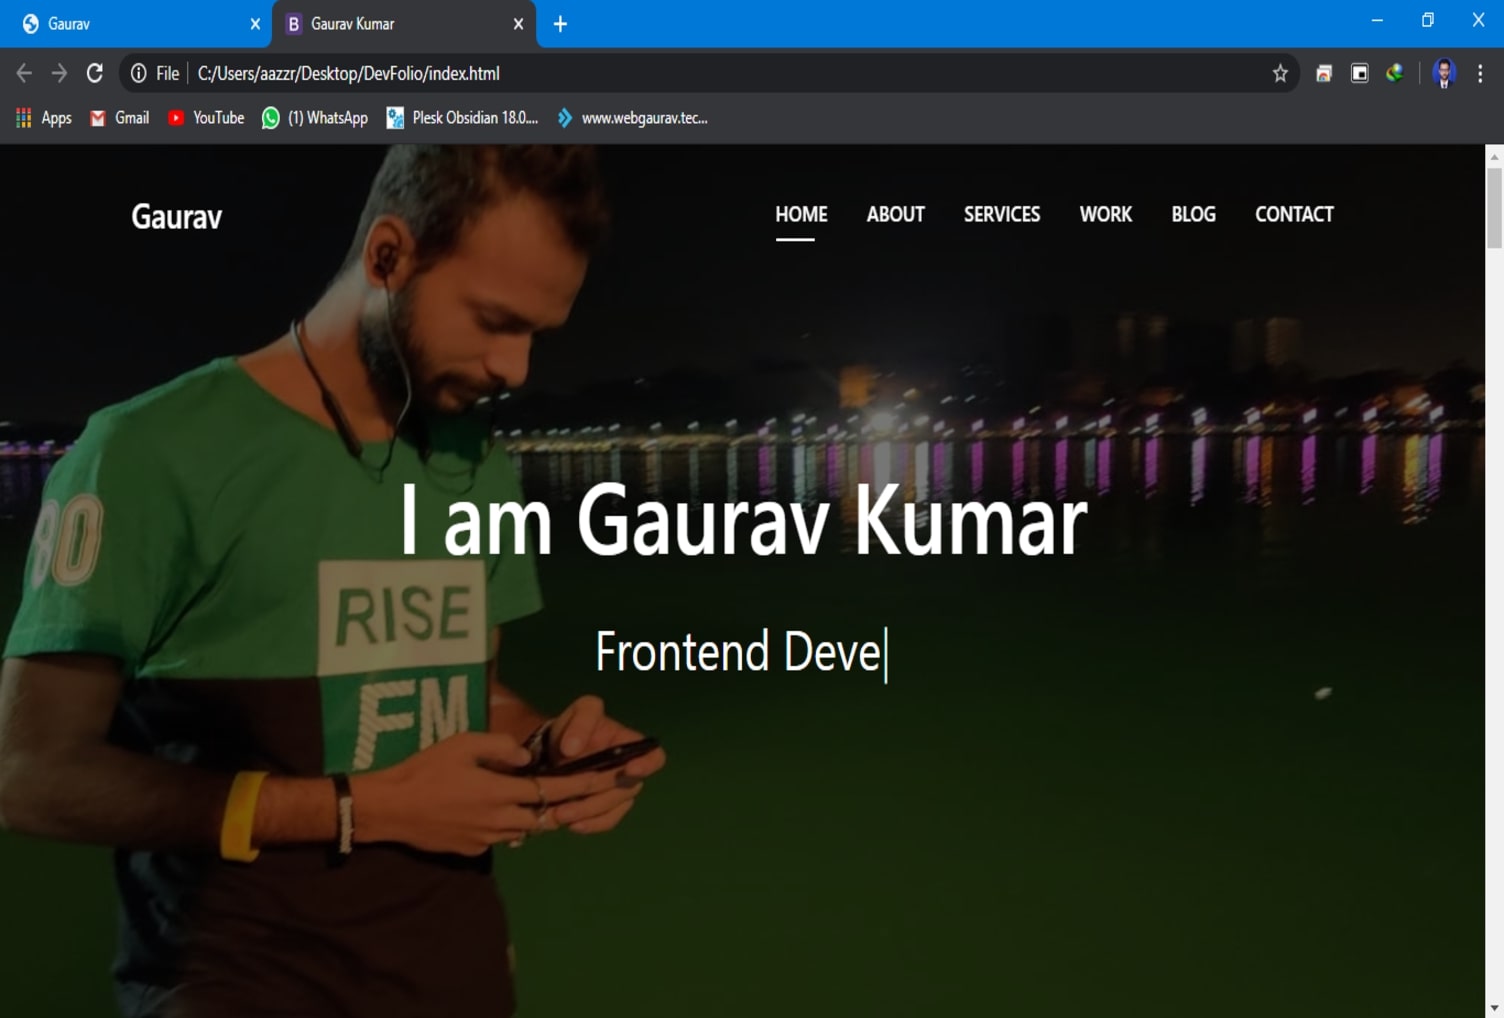 Gaurav
Gaurav Kumar
File
C:/Users/aazzr/Desktop/DevFolio/index.html
Apps
Gmail
YouTube
(1) WhatsApp
Plesk Obsidian 18.0....
www.webgaurav.tec...
Gaurav
HOME
ABOUT
SERVICES
WORK
BLOG
CONTACT
I am Gaurav Kumar
80
RISE
FM
Frontend Deve|